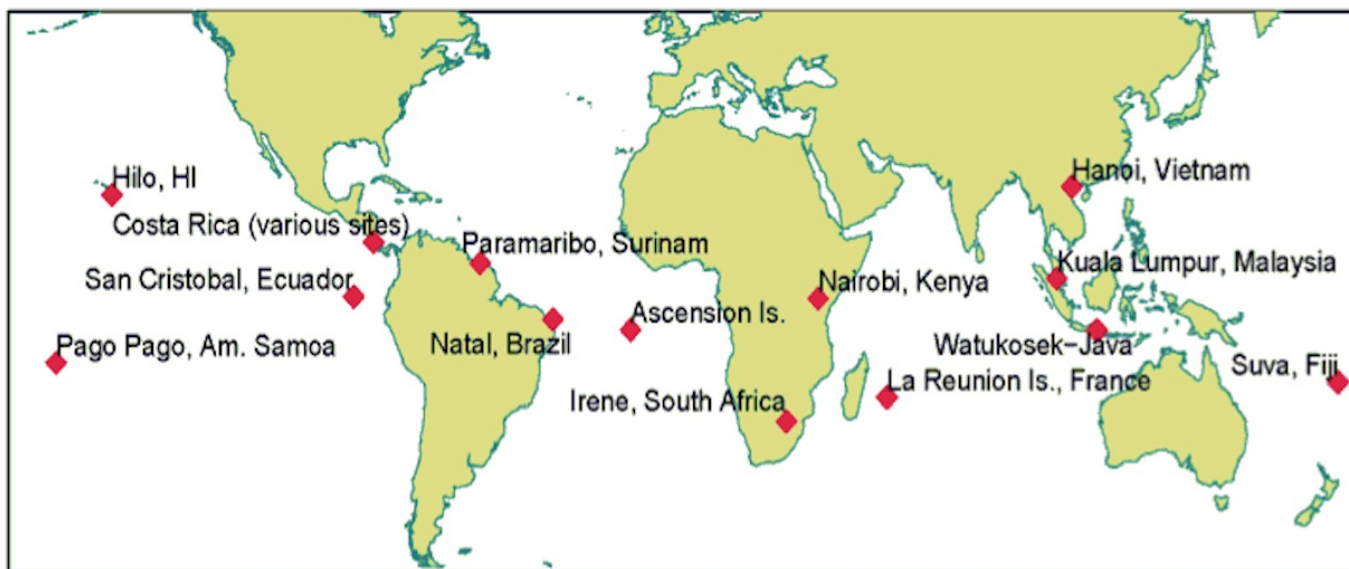 Hilo, HI
Hanoi, Vietnam
Costa Rica (various sites)
Paramaribo, Surinam
Kuala Lumpur, Malaysia
San Cristobal, Ecuador
Nairobi, Kenya
Ascension Is.
Natal, Brazil
Watukosek-Java
Pago Pago, Am. Samoa
Suva, Fiji
La Reunion Is., France
Irene, South Africa